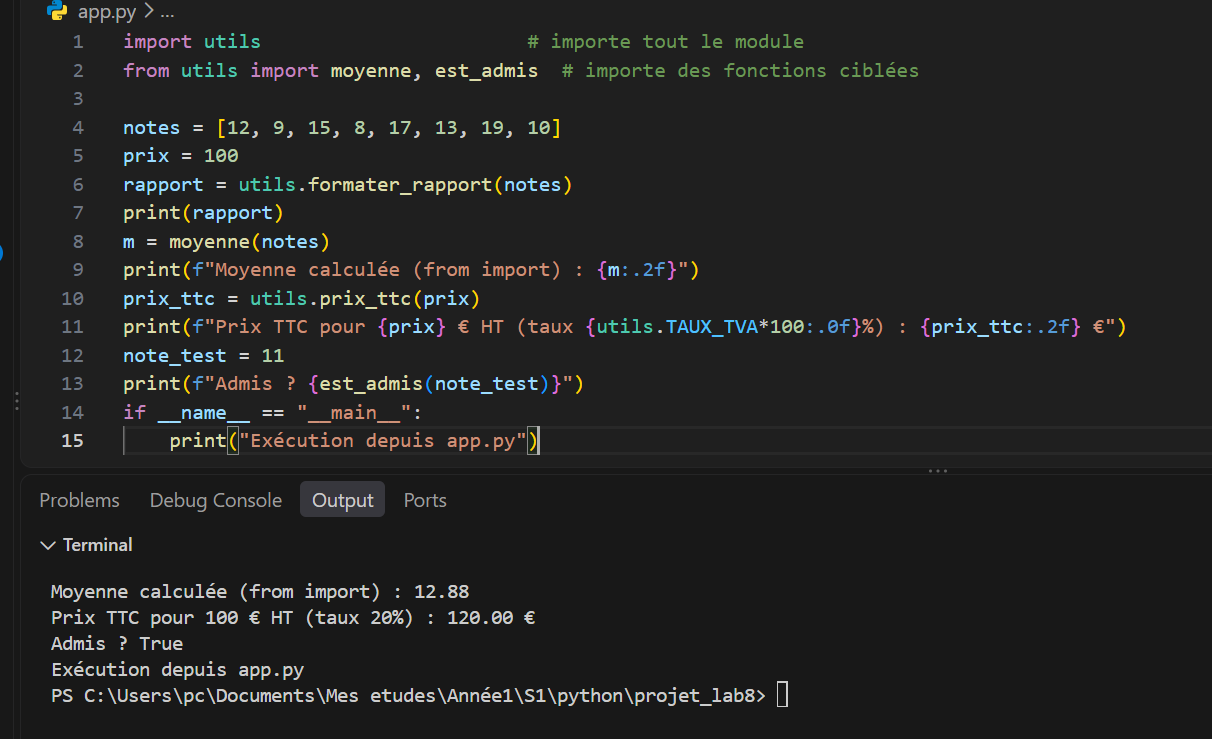 app.py > ...
1 import utils                       # importe tout le module
2 from utils import moyenne, est_admis  # importe des fonctions ciblées
3
4 notes = [12, 9, 15, 8, 17, 13, 19, 10]
5 prix = 100
6 rapport = utils.formater_rapport(notes)
7 print(rapport)
8 m = moyenne(notes)
9 print(f"Moyenne calculée (from import) : {m:.2f}")
10 prix_ttc = utils.prix_ttc(prix)
11 print(f"Prix TTC pour {prix} € HT (taux {utils.TAUX_TVA*100:.0f}%) : {prix_ttc:.2f} €")
12 note_test = 11
13 print(f"Admis ? {est_admis(note_test)}")
14 if __name__ == "__main__":
15     print("Exécution depuis app.py")
Problems Debug Console Output Ports
Terminal
Moyenne calculée (from import) : 12.88
Prix TTC pour 100 € HT (taux 20%) : 120.00 €
Admis ? True
Exécution depuis app.py
PS C:\Users\pc\Documents\Mes etudes\Année1\S1\python\projet_lab8>